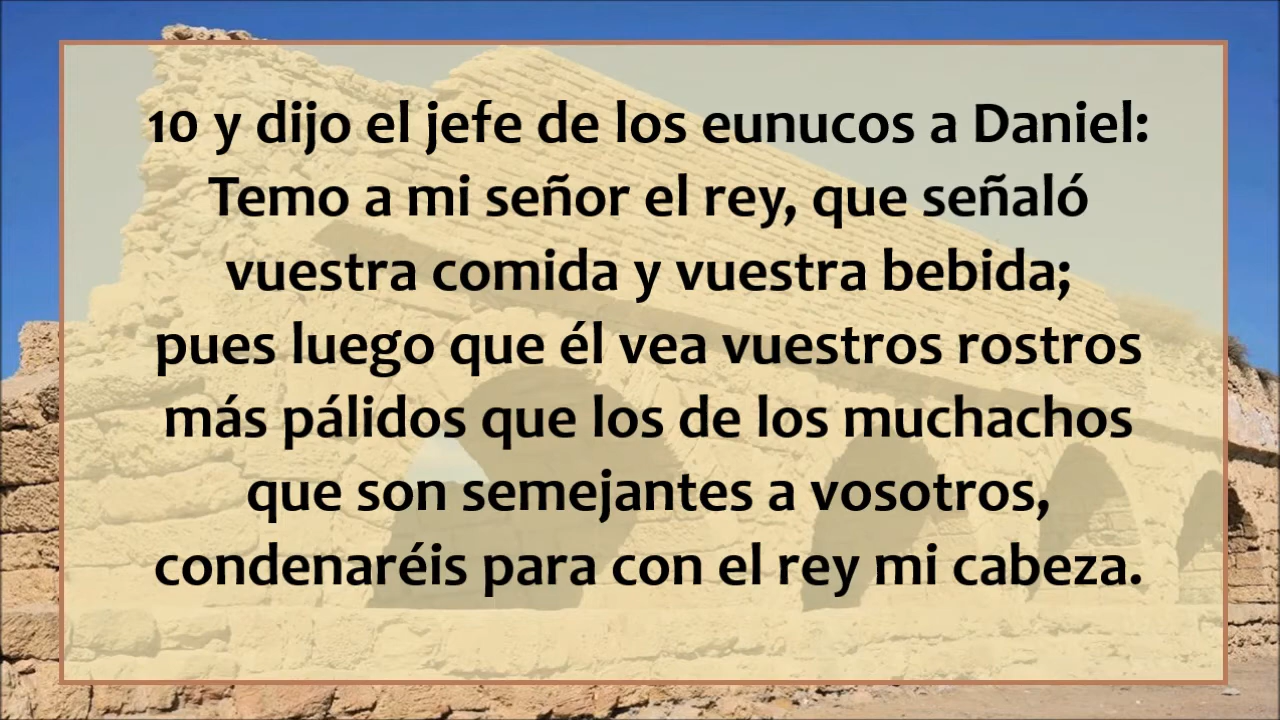 10 y dijo el jefe de los eunucos a Daniel:
Temo a mi señor el rey, que señaló
vuestra comida y vuestra bebida;
pues luego que él vea vuestros rostros
más pálidos que los de los muchachos
que son semejantes a vosotros,
condenaréis para con el rey mi cabeza.